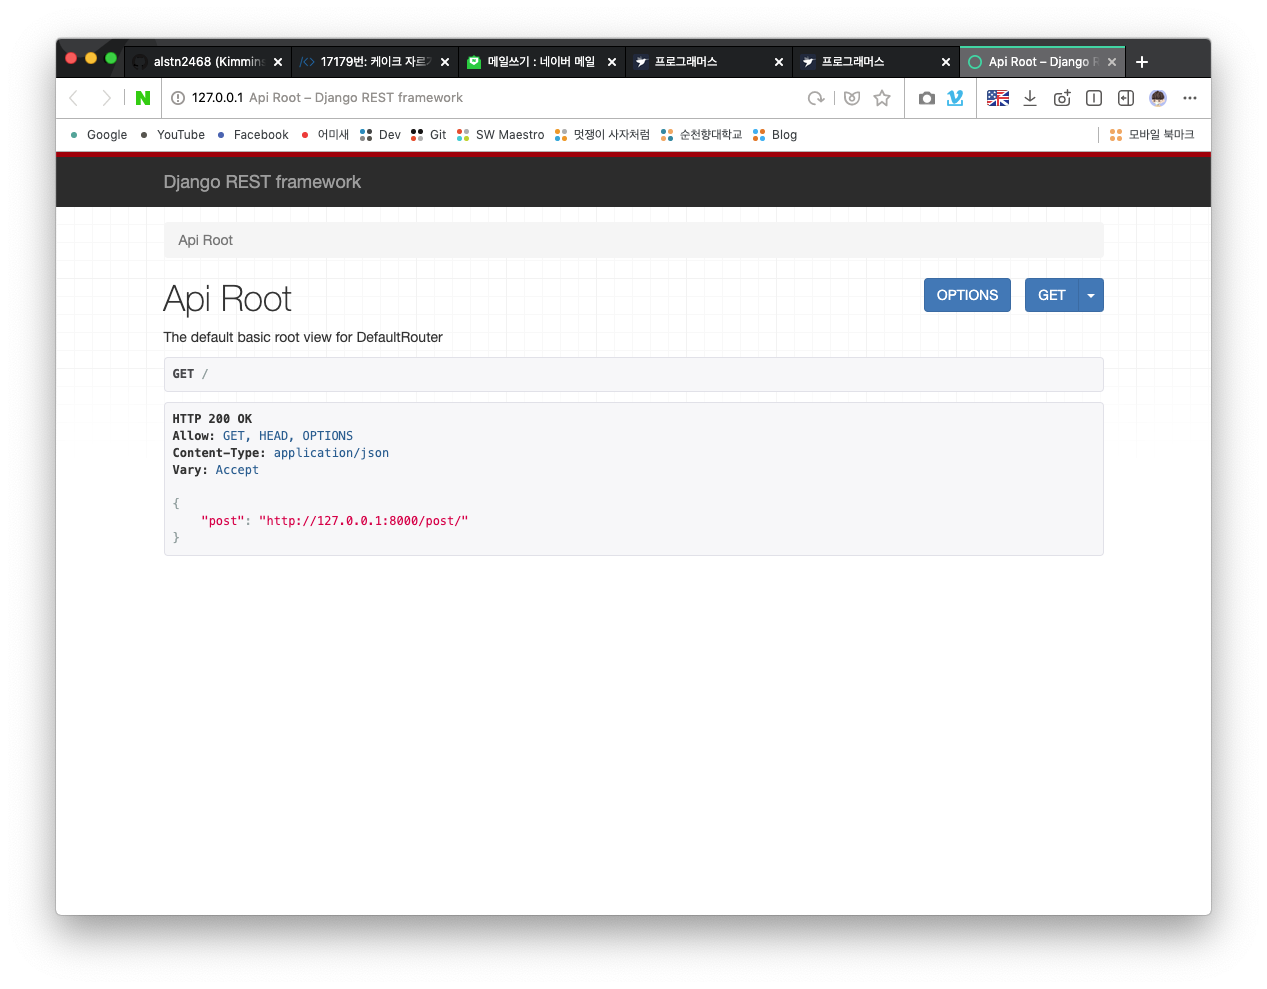 alstn2468 (Kimmins
17179번: 케이크 자르기
메일쓰기 : 네이버 메일
프로그래머스
프로그래머스
Api Root – Django R
N 127.0.0.1 Api Root – Django REST framework
Google YouTube Facebook 어미새 Dev Git SW Maestro 멋쟁이 사자처럼 순천향대학교 Blog 모바일 북마크
Django REST framework
Api Root
Api Root
OPTIONS GET
The default basic root view for DefaultRouter
GET /
HTTP 200 OK
Allow: GET, HEAD, OPTIONS
Content-Type: application/json
Vary: Accept
{
    "post": "http://127.0.0.1:8000/post/"
}